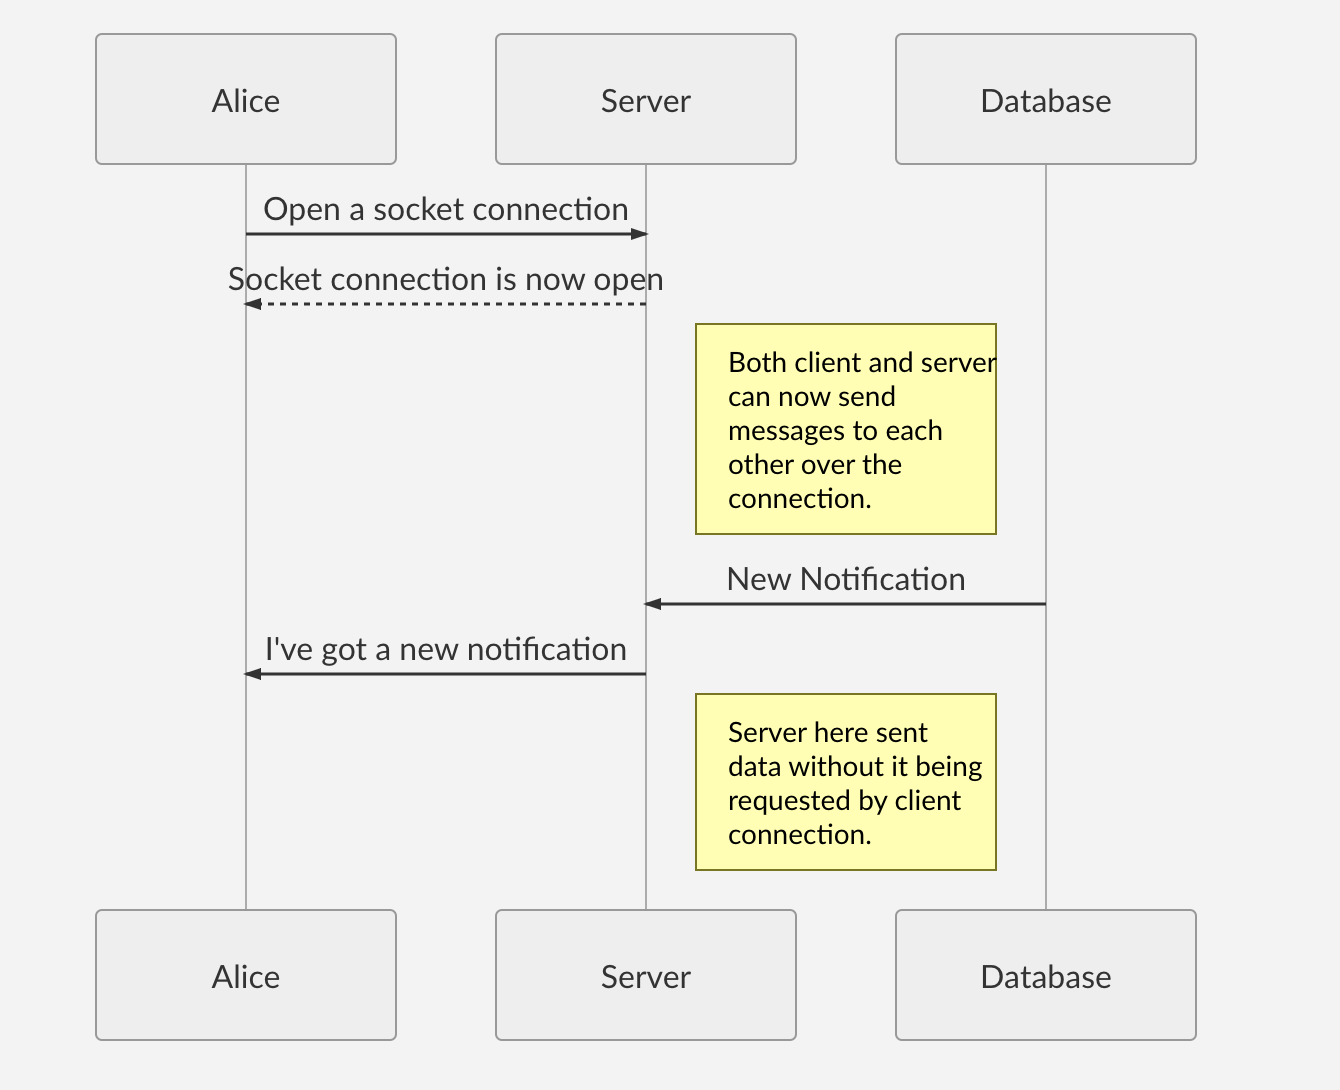 Alice
Server
Database
Open a socket connection
Socket connection is now open
Both client and server
can now send
messages to each
other over the
connection.
New Notification
I've got a new notification
Server here sent
data without it being
requested by client
connection.
Alice
Server
Database